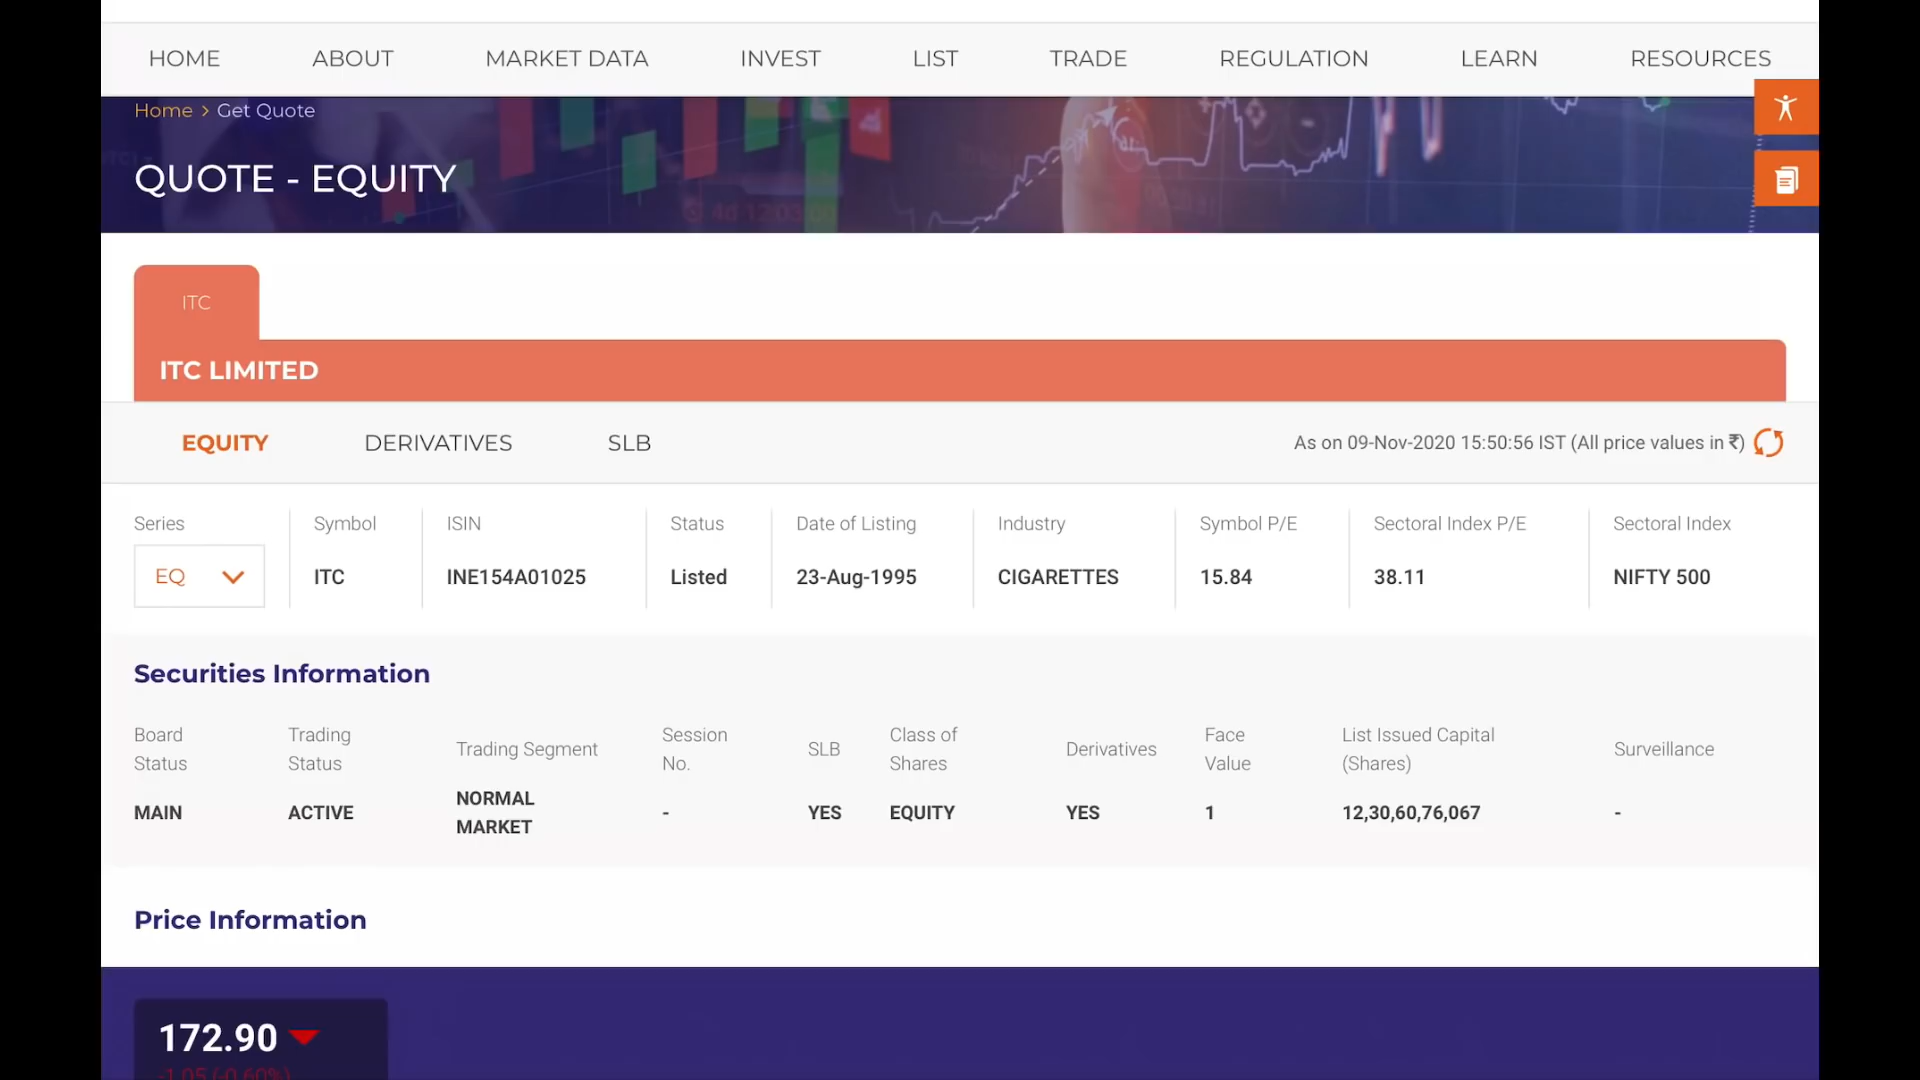 HOME ABOUT MARKET DATA INVEST LIST TRADE REGULATION LEARN RESOURCES
Home > Get Quote
QUOTE - EQUITY
ITC
ITC LIMITED
EQUITY DERIVATIVES SLB As on 09-Nov-2020 15:50:56 IST (All price values in ₹)
Series Symbol ISIN Status Date of Listing Industry Symbol P/E Sectoral Index P/E Sectoral Index
EQ ITC INE154A01025 Listed 23-Aug-1995 CIGARETTES 15.84 38.11 NIFTY 500
Securities Information
Board Status Trading Status Trading Segment Session No. SLB Class of Shares Derivatives Face Value List Issued Capital (Shares) Surveillance
MAIN ACTIVE NORMAL MARKET - YES EQUITY YES 1 12,30,60,76,067 -
Price Information
172.90
-1.05 (-0.60%)